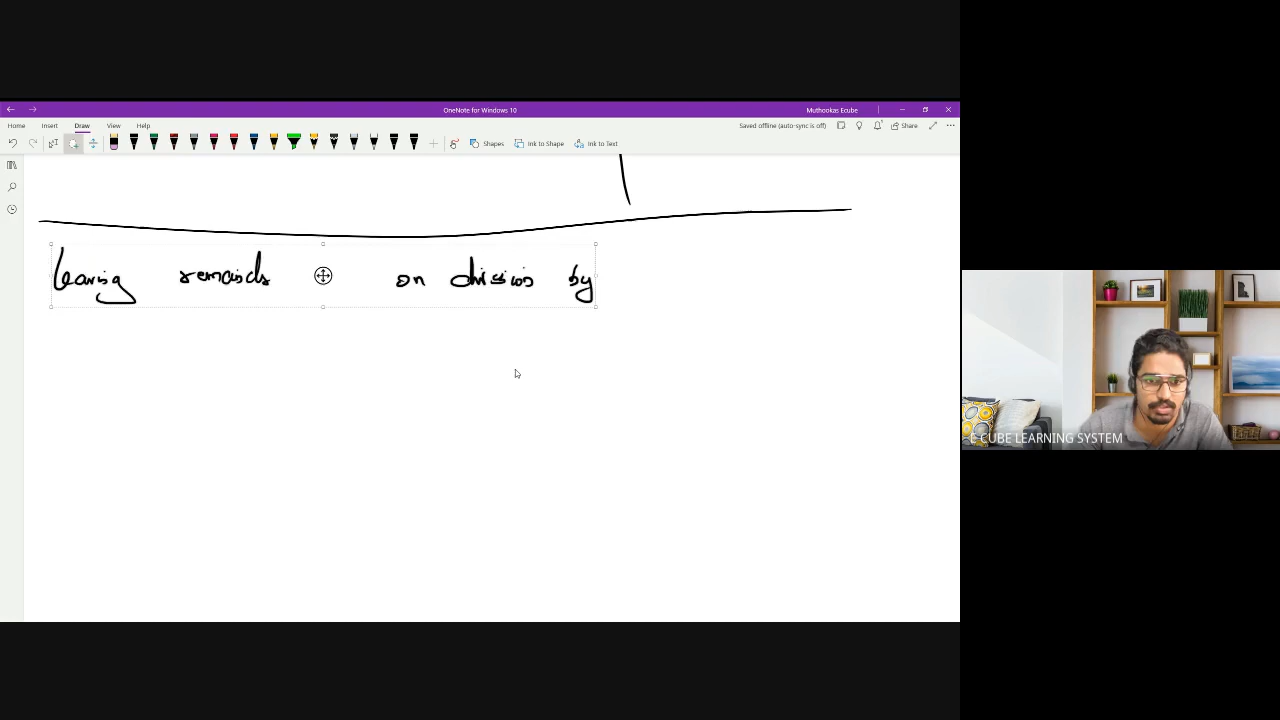 OneNote for Windows 10
Muthookas Ecube
Home Insert Draw View Help
Saved offline (auto-sync is off) Share
Shapes Ink to Shape Ink to Text
leaving on division by
E CUBE LEARNING SYSTEM